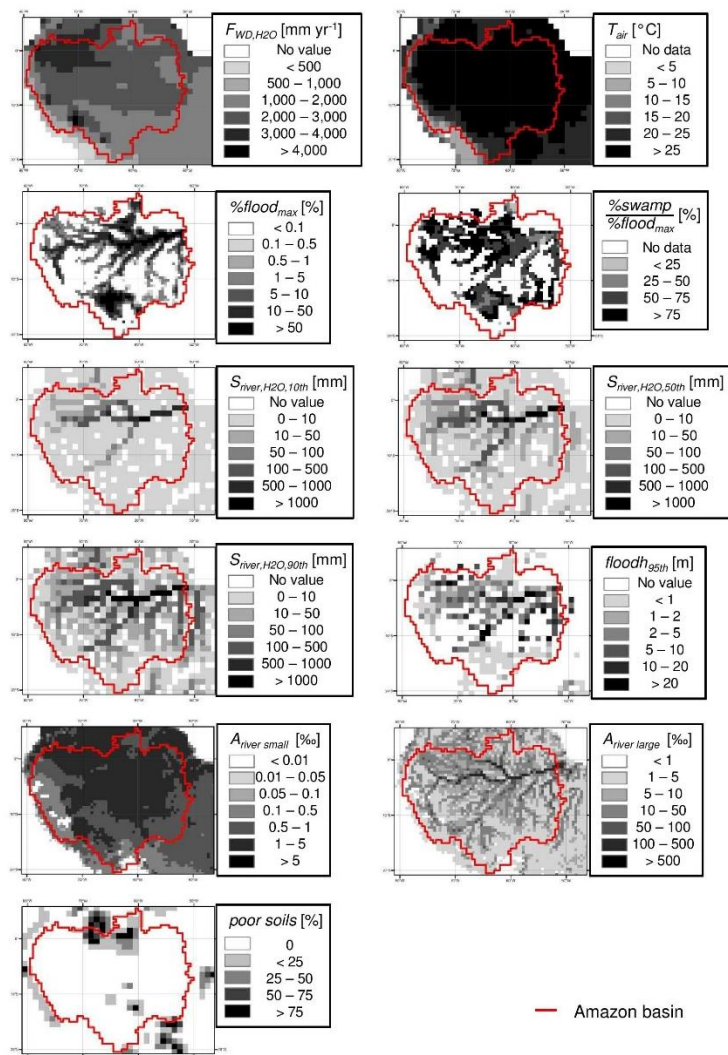 F_WD,H2O [mm yr⁻¹]
No value
< 500
500 – 1,000
1,000 – 2,000
2,000 – 3,000
3,000 – 4,000
> 4,000
T_air [°C]
No data
< 5
5 – 10
10 – 15
15 – 20
20 – 25
> 25
%flood_max [%]
< 0.1
0.1 – 0.5
0.5 – 1
1 – 5
5 – 10
10 – 50
> 50
%swamp
%flood_max [%]
No data
< 25
25 – 50
50 – 75
> 75
S_river,H2O,10th [mm]
No value
0 – 10
10 – 50
50 – 100
100 – 500
500 – 1000
> 1000
S_river,H2O,50th [mm]
No value
0 – 10
10 – 50
50 – 100
100 – 500
500 – 1000
> 1000
S_river,H2O,90th [mm]
No value
0 – 10
10 – 50
50 – 100
100 – 500
500 – 1000
> 1000
floodh_95th [m]
No value
< 1
1 – 2
2 – 5
5 – 10
10 – 20
> 20
A_river small [‰]
< 0.01
0.01 – 0.05
0.05 – 0.1
0.1 – 0.5
0.5 – 1
1 – 5
> 5
A_river large [‰]
< 1
1 – 5
5 – 10
10 – 50
50 – 100
100 – 500
> 500
poor soils [%]
0
< 25
25 – 50
50 – 75
> 75
Amazon basin